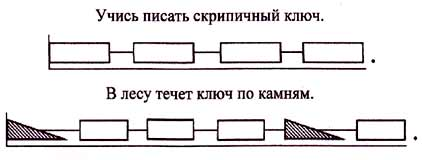 Учись писать скрипичный ключ.
В лесу течет ключ по камням.